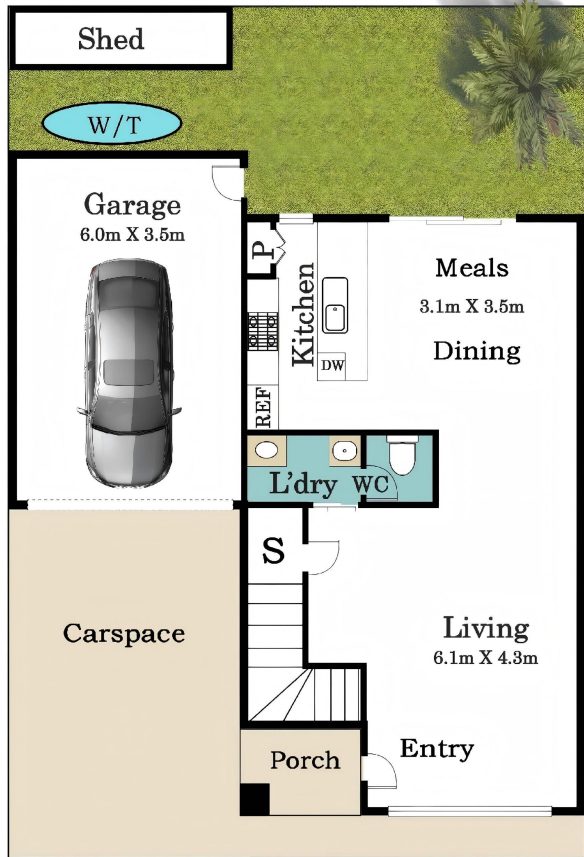 Shed
W/T
Garage
6.0m X 3.5m
P
Kitchen
Meals
3.1m X 3.5m
Dining
DW
REF
L'dry
WC
S
Carspace
Living
6.1m X 4.3m
Porch
Entry